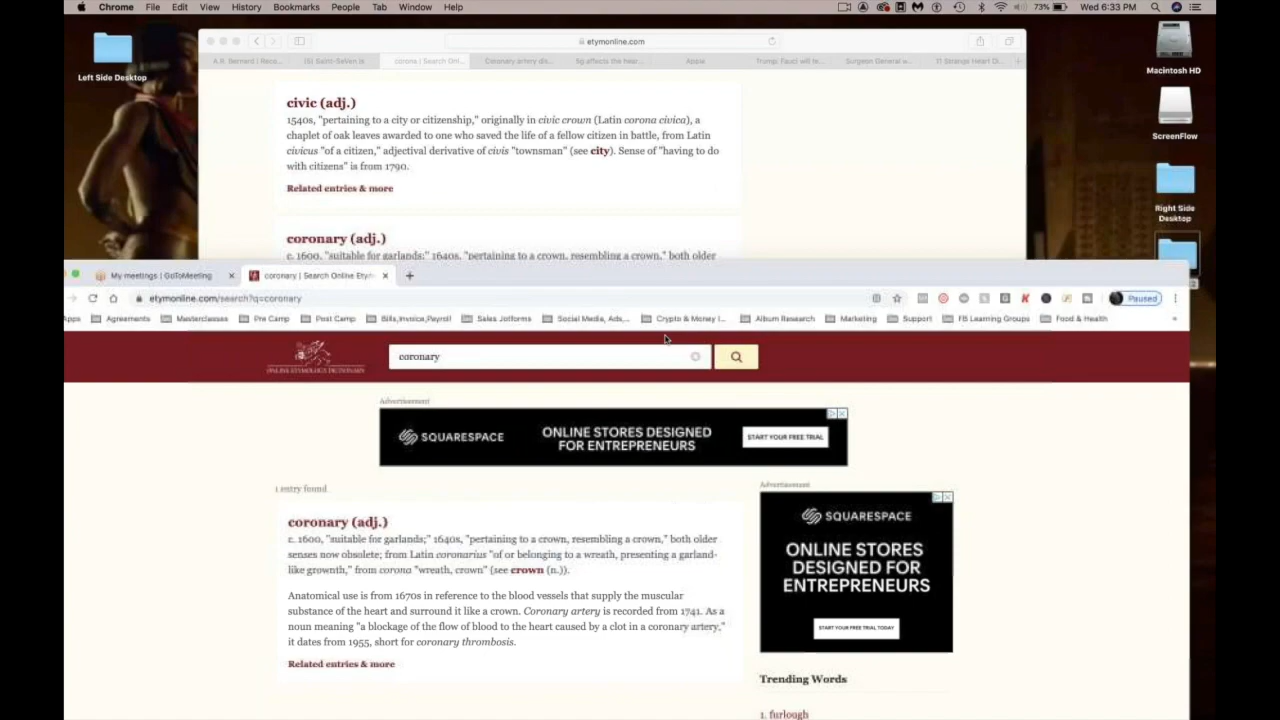 Chrome File Edit View History Bookmarks People Tab Window Help
73% Wed 6:33 PM
Left Side Desktop
Macintosh HD
ScreenFlow
Right Side
Desktop
etymonline.com
A.R. Bernard | Rece... (5) Saint-SeVen is corona | Search Onl... Coronary artery dis... 5g affects the hear... Apple Trump, Fauci will te... Surgeon General w... 11 Strange Heart Di...
civic (adj.)
1540s, "pertaining to a city or citizenship," originally in civic crown (Latin corona civica), a
chaplet of oak leaves awarded to one who saved the life of a fellow citizen in battle, from Latin
civicus "of a citizen," adjectival derivative of civis "townsman" (see city). Sense of "having to do
with citizens" is from 1790.
Related entries & more
coronary (adj.)
c. 1600, "suitable for garlands;" 1640s, "pertaining to a crown, resembling a crown," both older
My meetings | GoToMeeting coronary | Search Online Etym
etymonline.com/search?q=coronary
Paused
Apps Agreements Masterclasses Pre Camp Post Camp Bills,Invoice,Payroll Sales Jotforms Social Media, Ads,... Crypto & Money I... Album Research Marketing Support FB Learning Groups Food & Health »
ONLINE ETYMOLOGY DICTIONARY
coronary
Advertisement
SQUARESPACE
ONLINE STORES DESIGNED
FOR ENTREPRENEURS
START YOUR FREE TRIAL
1 entry found
Advertisement
coronary (adj.)
c. 1600, "suitable for garlands;" 1640s, "pertaining to a crown, resembling a crown," both older
senses now obsolete; from Latin coronarius "of or belonging to a wreath, presenting a garland-
like growth," from corona "wreath, crown" (see crown (n.)).
Anatomical use is from 1670s in reference to the blood vessels that supply the muscular
substance of the heart and surround it like a crown. Coronary artery is recorded from 1741. As a
noun meaning "a blockage of the flow of blood to the heart caused by a clot in a coronary artery,"
it dates from 1955, short for coronary thrombosis.
Related entries & more
SQUARESPACE
ONLINE STORES
DESIGNED FOR
ENTREPRENEURS
START YOUR FREE TRIAL TODAY
Trending Words
1. furlough